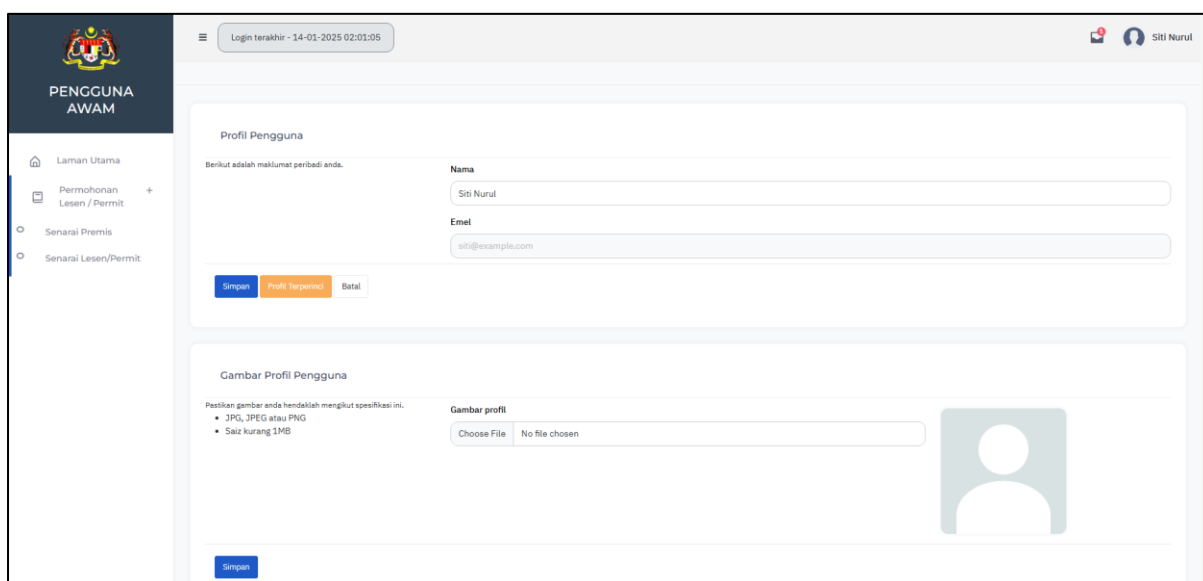 PENGGUNA
AWAM
Laman Utama
Permohonan +
Lesen / Permit
Senarai Premis
Senarai Lesen/Permit
Login terakhir - 14-01-2025 02:01:05
Siti Nurul
Profil Pengguna
Berikut adalah maklumat peribadi anda.
Nama
Siti Nurul
Emel
siti@example.com
Simpan Profil Terperinci Batal
Gambar Profil Pengguna
Pastikan gambar anda hendaklah mengikut spesifikasi ini.
• JPG, JPEG atau PNG
• Saiz kurang 1MB
Gambar profil
Choose File No file chosen
Simpan